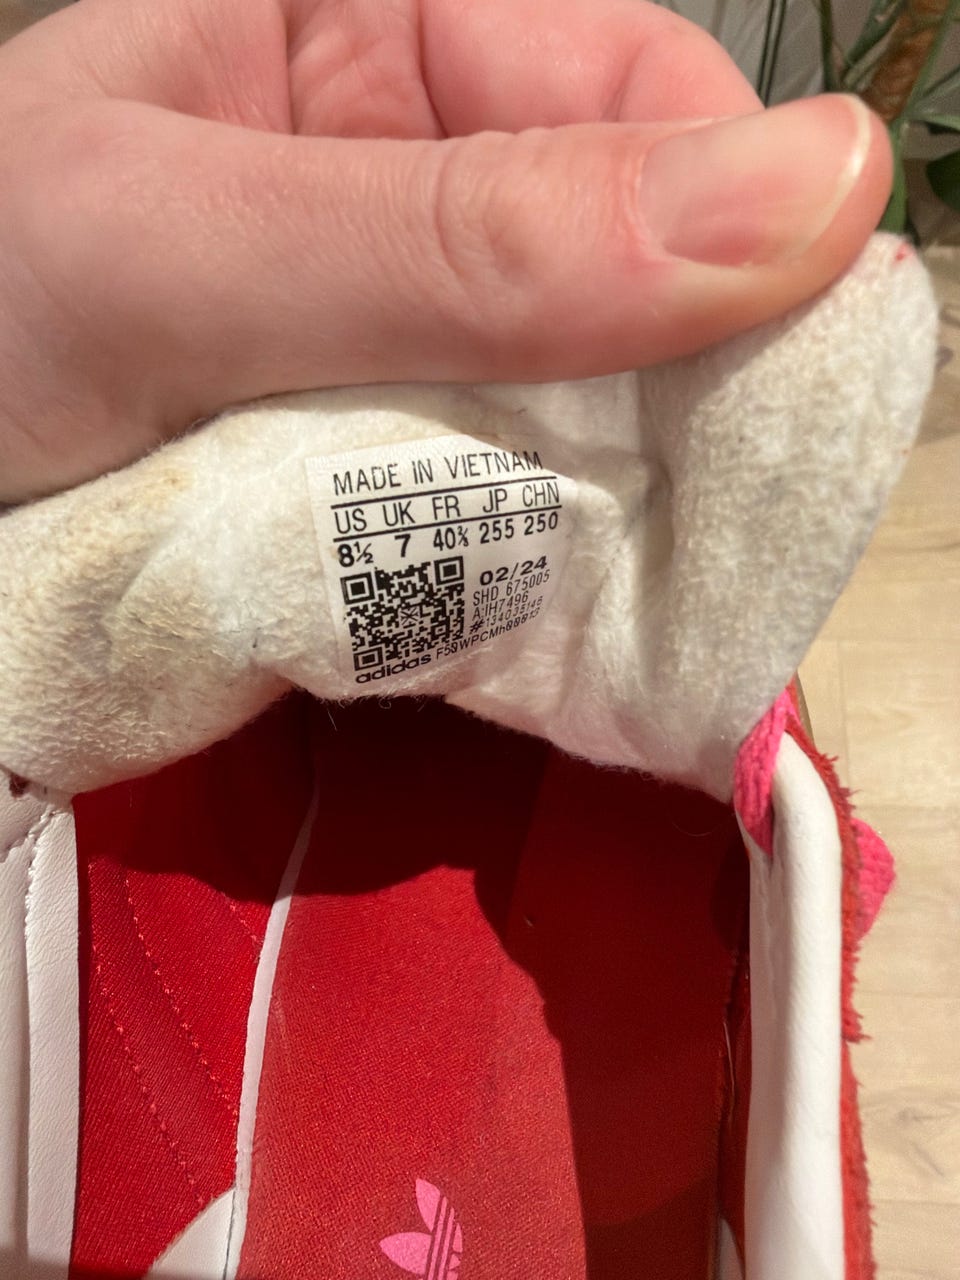 MADE IN VIETNAM
US UK FR JP CHN
8½ 7 40⅔ 255 250
02/24
SHD 675005
A:IH7496
adidas